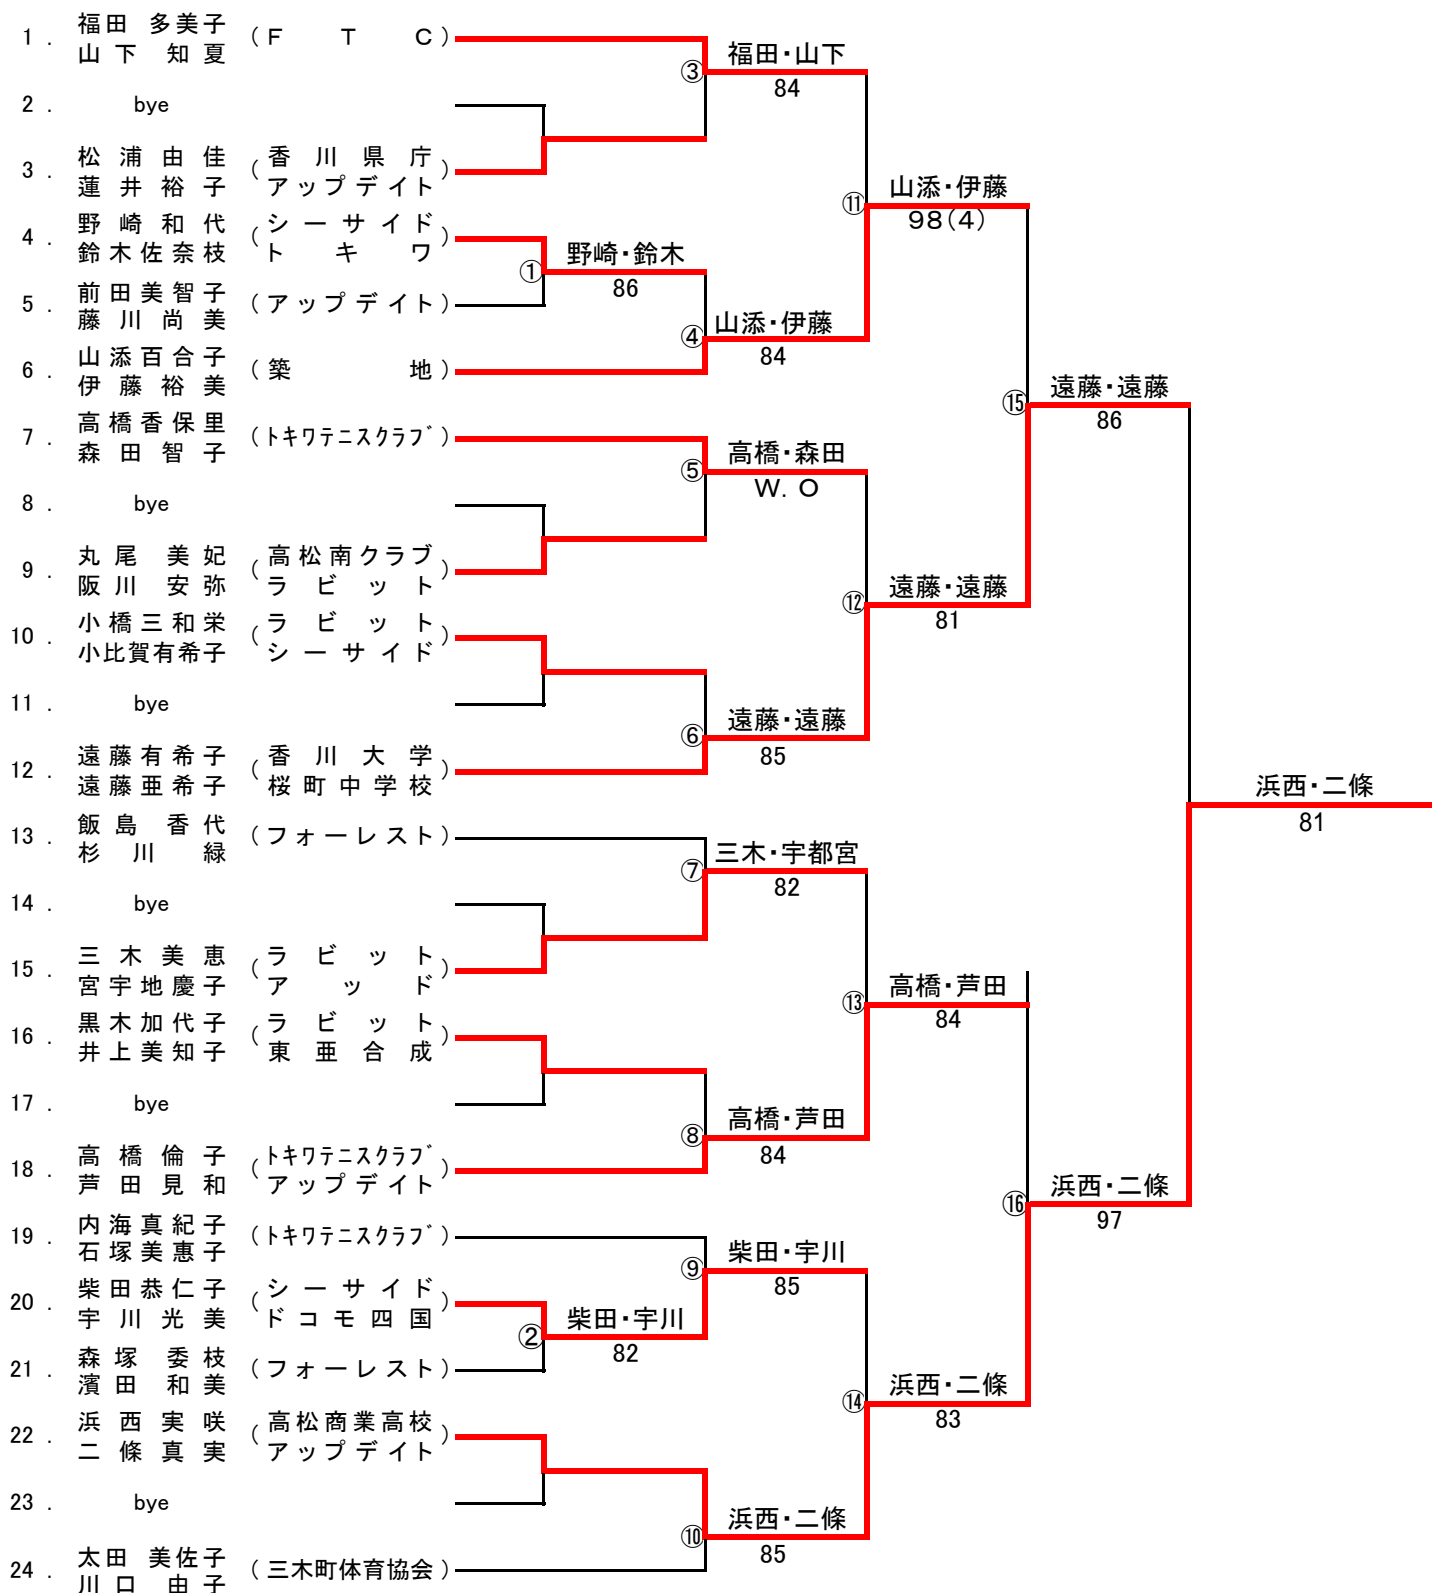 1. 福田 多美子 (F T C)
山下 知夏
③ 福田・山下
84
2. bye
3. 松浦由佳 (香川県庁
蓮井裕子 アップデイト)
⑪ 山添・伊藤
98(4)
4. 野崎和代 (シーサイド
鈴木佐奈枝 トキワ)
① 野崎・鈴木
86
5. 前田美智子 (アップデイト)
藤川尚美
④ 山添・伊藤
84
6. 山添百合子 (築地)
伊藤裕美
⑮ 遠藤・遠藤
86
7. 高橋香保里 (トキワテニスクラブ)
森田智子
⑤ 高橋・森田
W.O
8. bye
9. 丸尾 美妃 (高松南クラブ
阪川 安弥 ラビット)
⑫ 遠藤・遠藤
81
10. 小橋三和栄 (ラビット
小比賀有希子 シーサイド)
11. bye
⑥ 遠藤・遠藤
85
12. 遠藤有希子 (香川大学
遠藤亜希子 桜町中学校)
浜西・二條
81
13. 飯島 香代 (フォーレスト)
杉川 緑
⑦ 三木・宇都宮
82
14. bye
15. 三木美恵 (ラビット
宮宇地慶子 アッド)
⑬ 高橋・芦田
84
16. 黒木加代子 (ラビット
井上美知子 東亜合成)
17. bye
⑧ 高橋・芦田
84
18. 高橋倫子 (トキワテニスクラブ
芦田見和 アップデイト)
⑯ 浜西・二條
97
19. 内海真紀子 (トキワテニスクラブ)
石塚美惠子
⑨ 柴田・宇川
85
20. 柴田恭仁子 (シーサイド
宇川光美 ドコモ四国)
② 柴田・宇川
82
21. 森塚 委枝 (フォーレスト)
濱田 和美
⑭ 浜西・二條
83
22. 浜西実咲 (高松商業高校
二條真実 アップデイト)
23. bye
⑩ 浜西・二條
85
24. 太田 美佐子 (三木町体育協会)
川口 由子